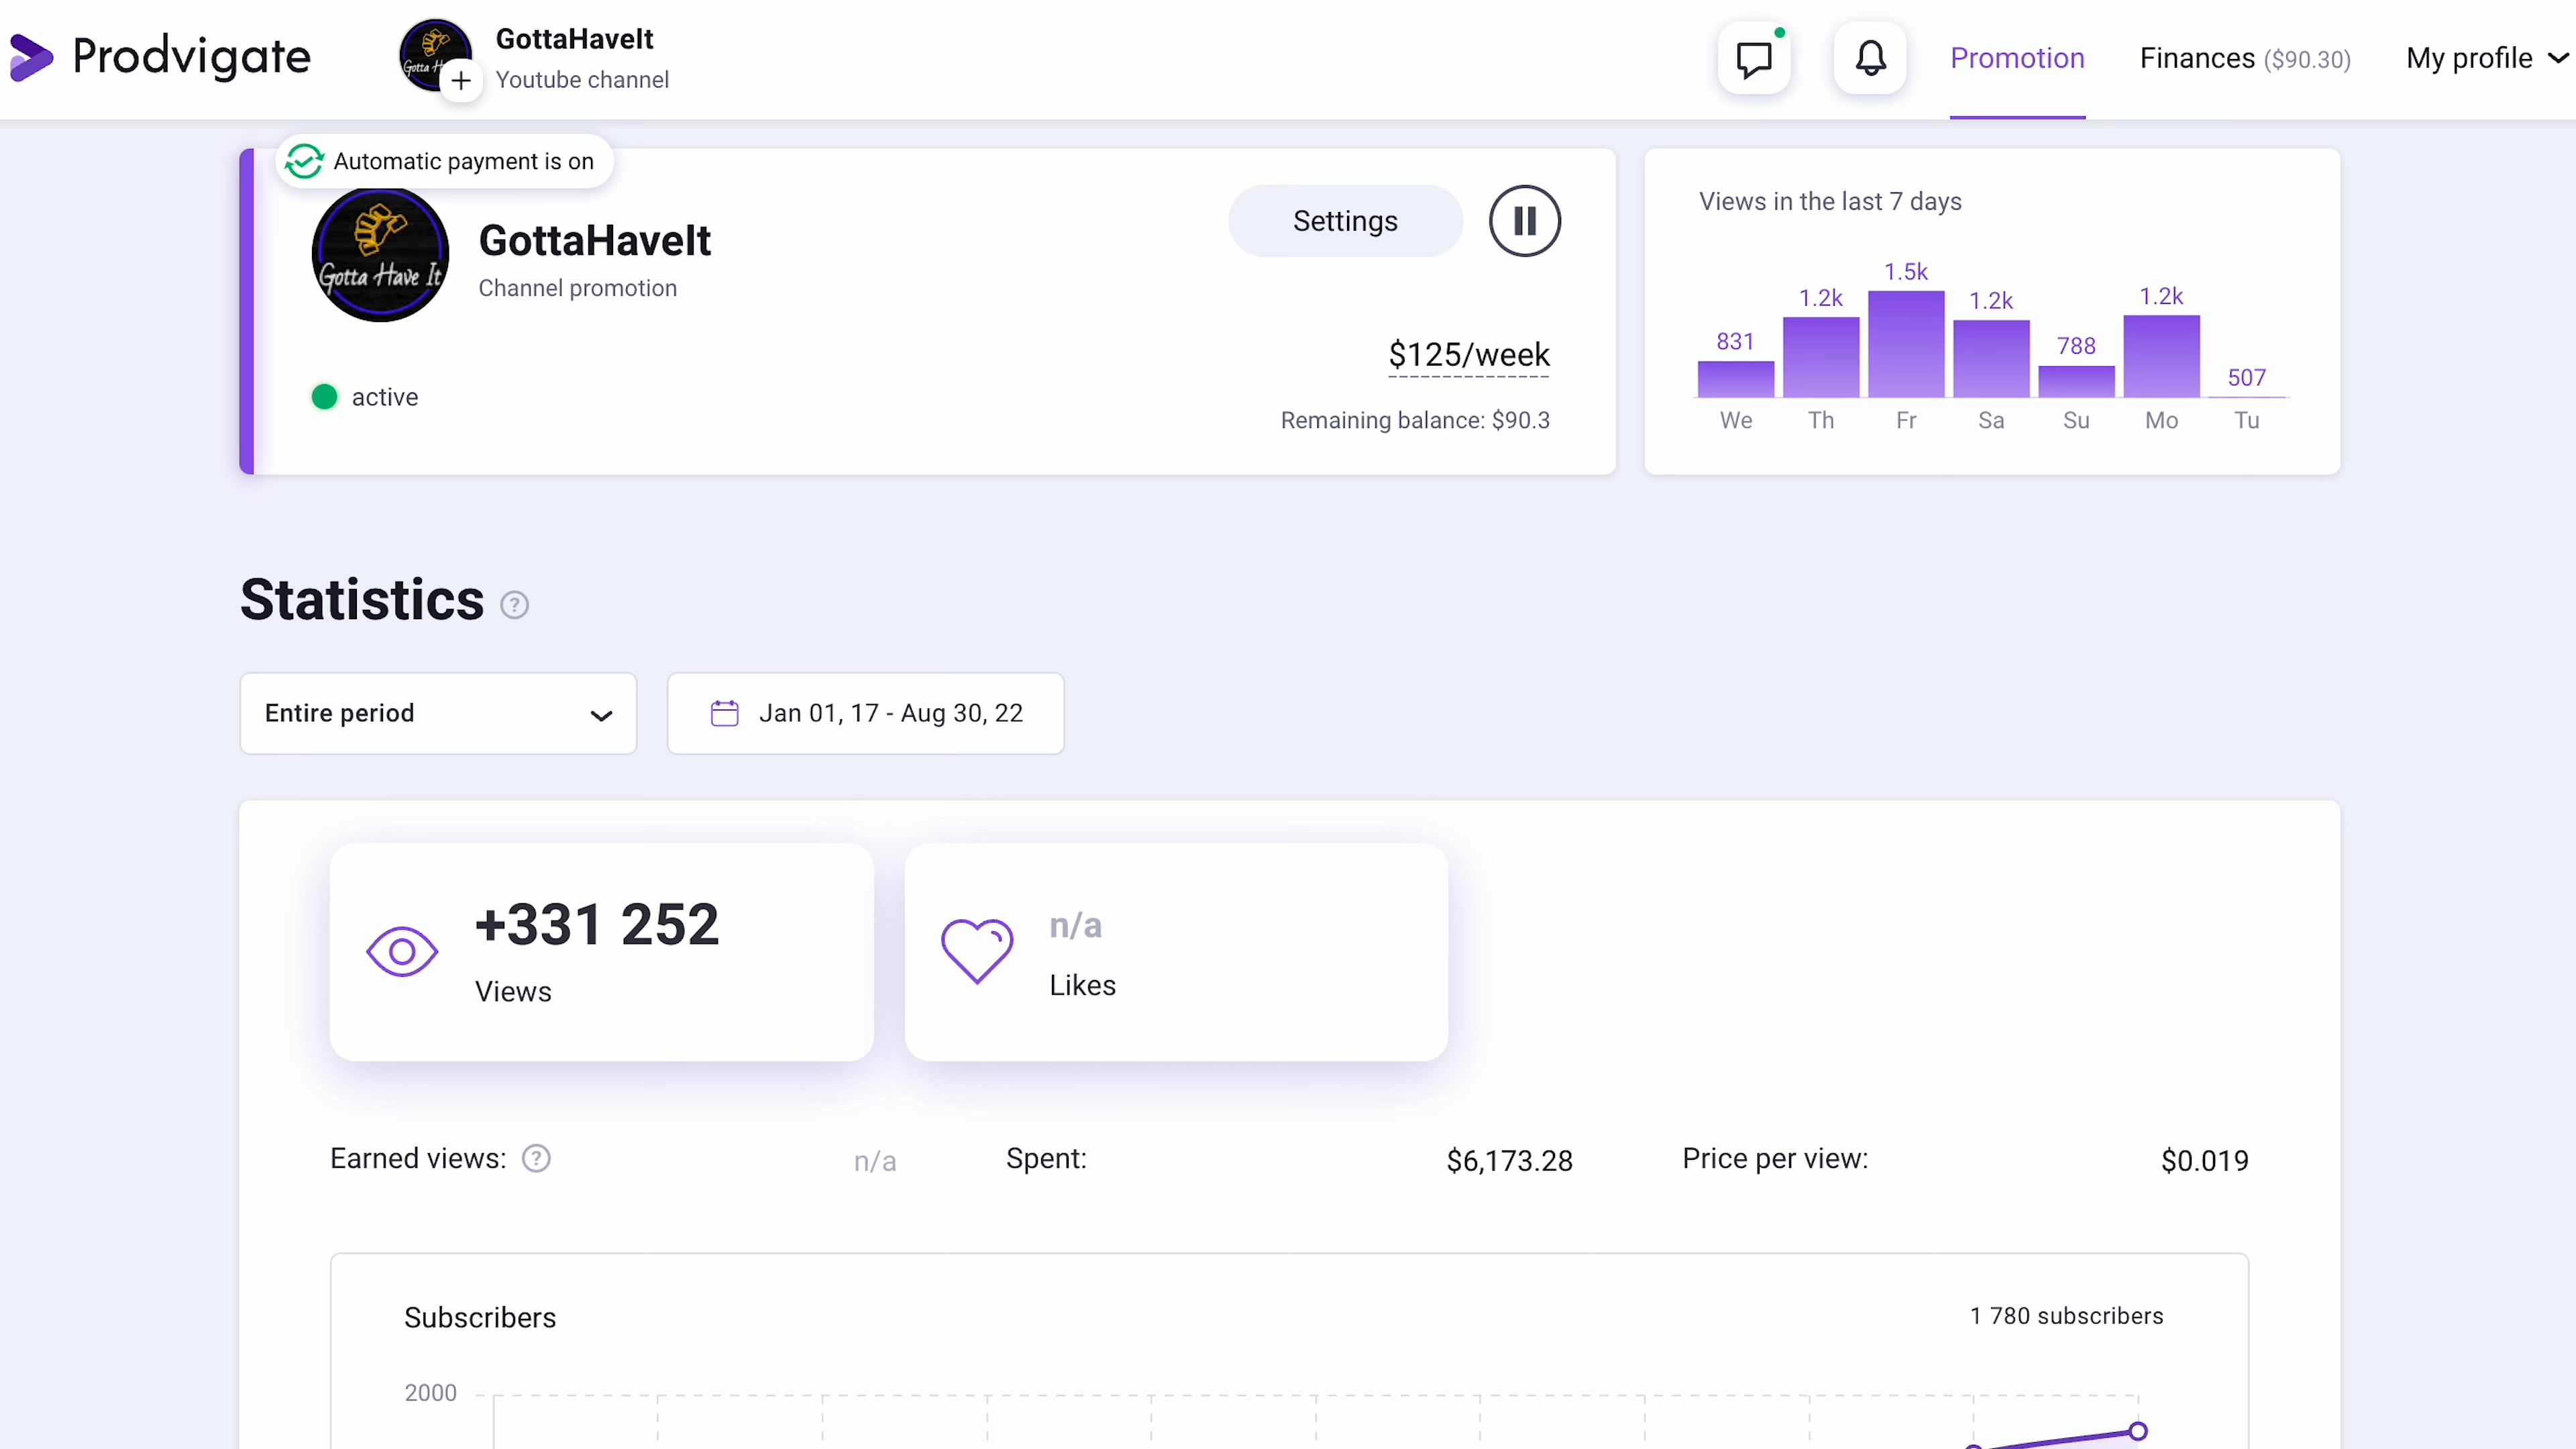 Prodvigate
GottaHaveIt
Youtube channel
Promotion
Finances ($90.30)
My profile
Automatic payment is on
Gotta Have It
GottaHaveIt
Channel promotion
Settings
$125/week
active
Remaining balance: $90.3
Views in the last 7 days
831 1.2k 1.5k 1.2k 788 1.2k 507
We Th Fr Sa Su Mo Tu
Statistics ?
Entire period
Jan 01, 17 - Aug 30, 22
+331 252
Views
n/a
Likes
Earned views: ? n/a
Spent: $6,173.28
Price per view: $0.019
Subscribers
1 780 subscribers
2000